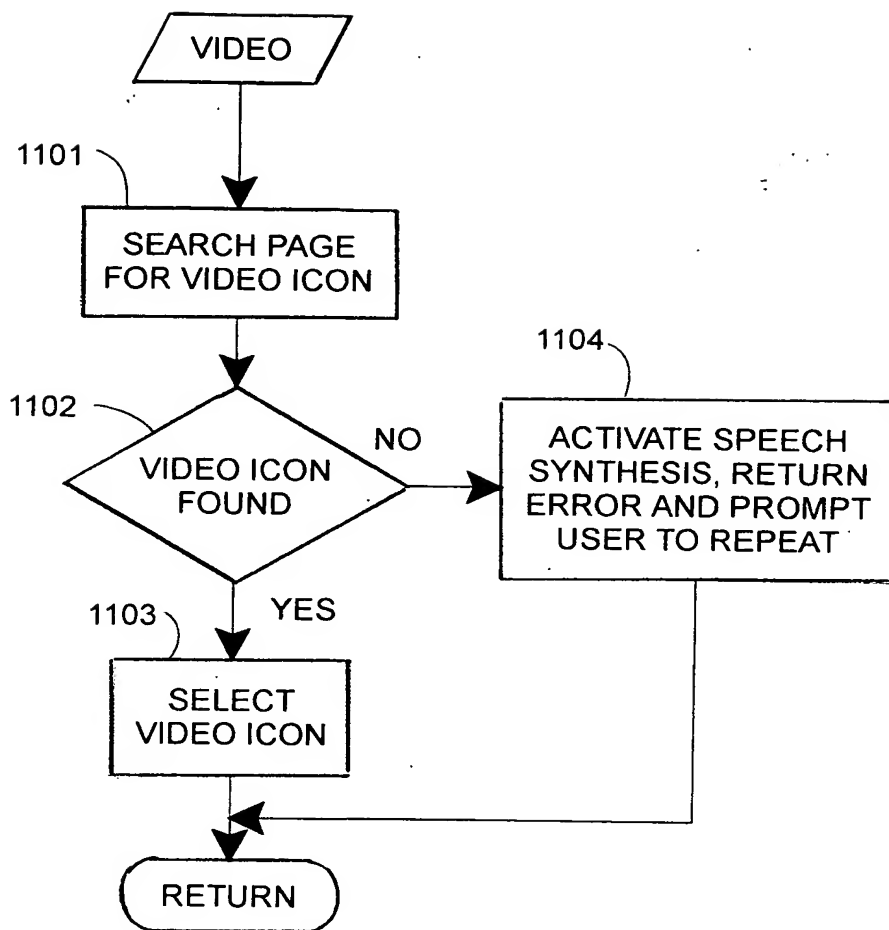 VIDEO
1101
SEARCH PAGE
FOR VIDEO ICON
1102
VIDEO ICON
FOUND
NO
1104
ACTIVATE SPEECH
SYNTHESIS, RETURN
ERROR AND PROMPT
USER TO REPEAT
YES
1103
SELECT
VIDEO ICON
RETURN